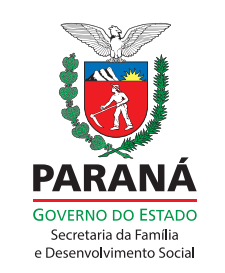 PARANÁ
GOVERNO DO ESTADO
Secretaria da Família
e Desenvolvimento Social